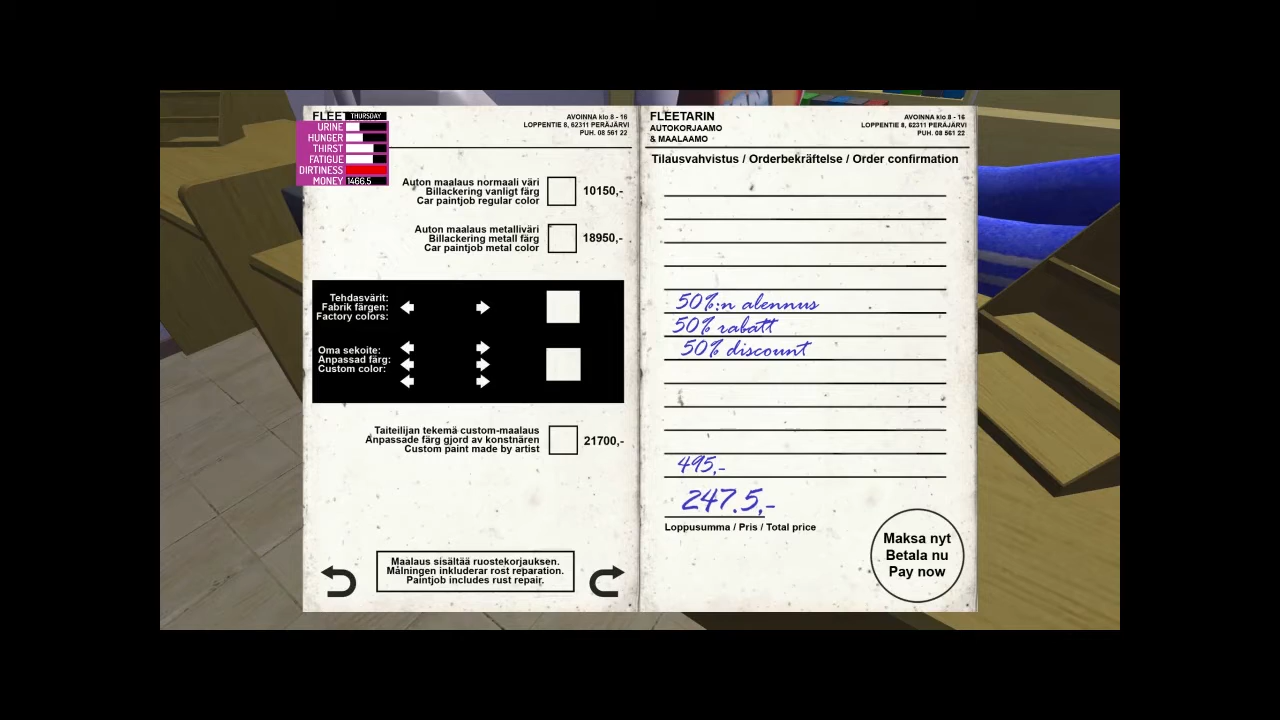 FLEE
THURSDAY
URINE
HUNGER
THIRST
FATIGUE
DIRTINESS
MONEY 1466.5
AVOINNA klo 8 - 16
LOPPENTIE 8, 62311 PERÄJÄRVI
PUH. 08 561 22
Auton maalaus normaali väri
Billackering vanligt färg
Car paintjob regular color
10150,-
Auton maalaus metalliväri
Billackering metall färg
Car paintjob metal color
18950,-
Tehdasvärit:
Fabrik färgen:
Factory colors:
Oma sekoite:
Anpassad färg:
Custom color:
Taiteilijan tekemä custom-maalaus
Anpassade färg gjord av konstnären
Custom paint made by artist
21700,-
Maalaus sisältää ruostekorjauksen.
Målningen inkluderar rost reparation.
Paintjob includes rust repair.
FLEETARIN
AUTOKORJAAMO
& MAALAAMO
AVOINNA klo 8 - 16
LOPPENTIE 8, 62311 PERÄJÄRVI
PUH. 08 561 22
Tilausvahvistus / Orderbekräftelse / Order confirmation
50%:n alennus
50% rabatt
50% discount
495,-
247.5,-
Loppusumma / Pris / Total price
Maksa nyt
Betala nu
Pay now